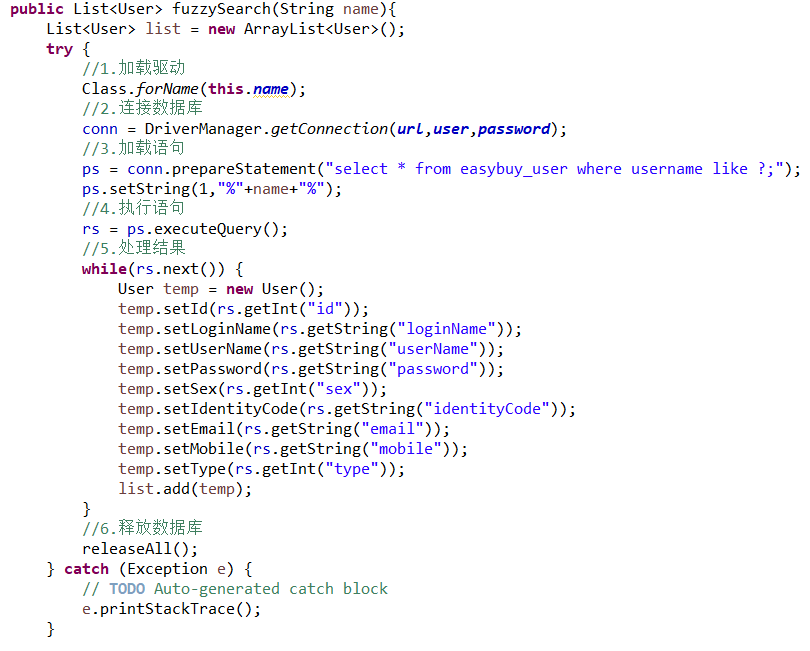 public List<User> fuzzySearch(String name){
    List<User> list = new ArrayList<User>();
    try {
        //1.加载驱动
        Class.forName(this.name);
        //2.连接数据库
        conn = DriverManager.getConnection(url,user,password);
        //3.加载语句
        ps = conn.prepareStatement("select * from easybuy_user where username like ?;");
        ps.setString(1,"%"+name+"%");
        //4.执行语句
        rs = ps.executeQuery();
        //5.处理结果
        while(rs.next()) {
            User temp = new User();
            temp.setId(rs.getInt("id"));
            temp.setLoginName(rs.getString("loginName"));
            temp.setUserName(rs.getString("userName"));
            temp.setPassword(rs.getString("password"));
            temp.setSex(rs.getInt("sex"));
            temp.setIdentityCode(rs.getString("identityCode"));
            temp.setEmail(rs.getString("email"));
            temp.setMobile(rs.getString("mobile"));
            temp.setType(rs.getInt("type"));
            list.add(temp);
        }
        //6.释放数据库
        releaseAll();
    } catch (Exception e) {
        // TODO Auto-generated catch block
        e.printStackTrace();
    }